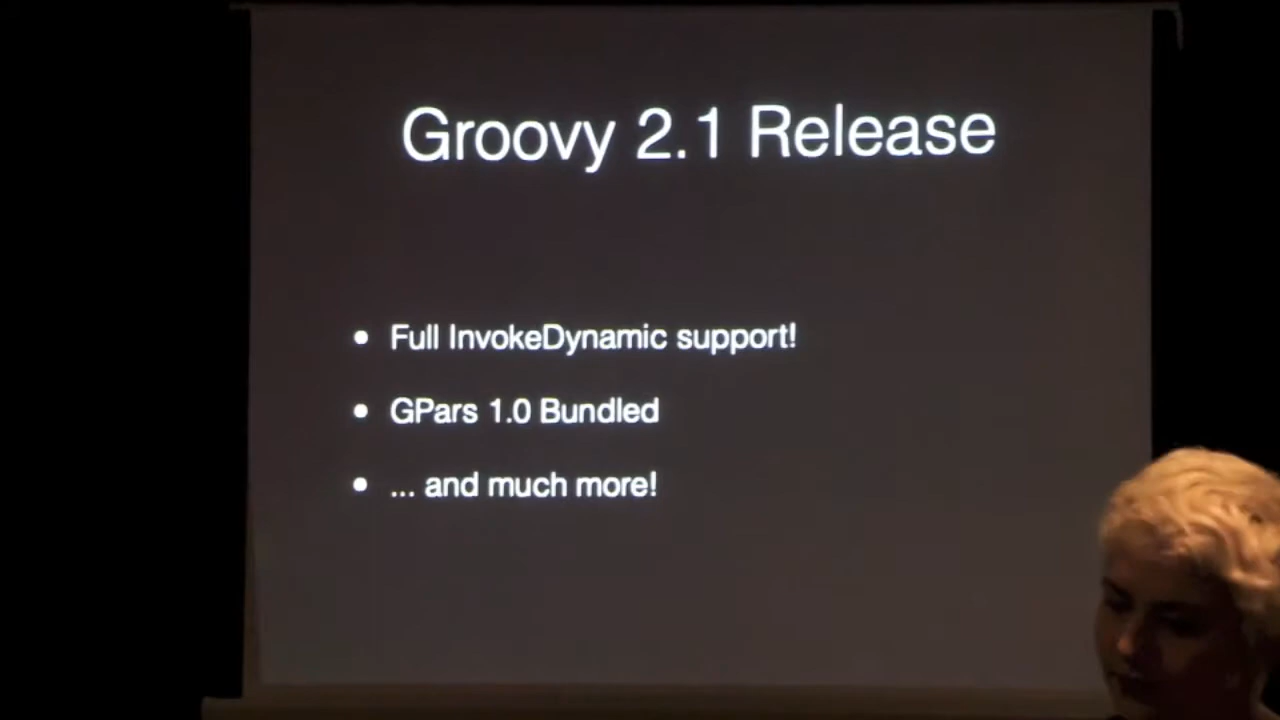 Groovy 2.1 Release
• Full InvokeDynamic support!
• GPars 1.0 Bundled
• ... and much more!